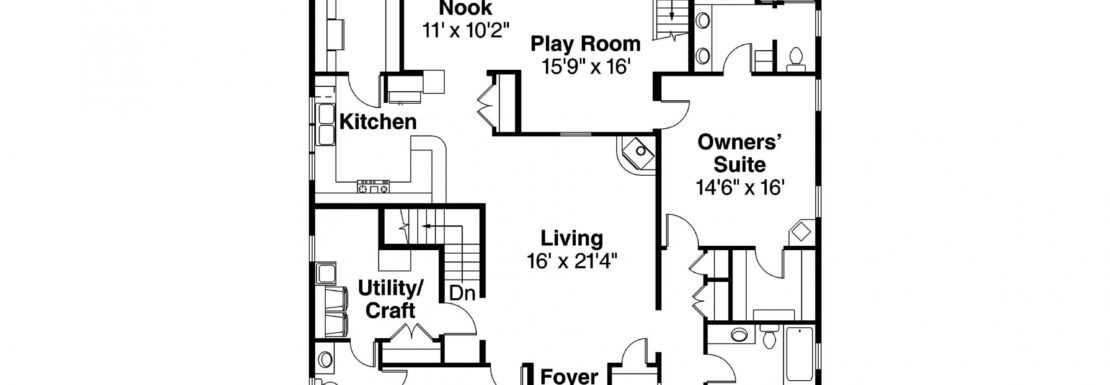 Nook
11' x 10'2"
Play Room
15'9" x 16'
Kitchen
Owners'
Suite
14'6" x 16'
Living
16' x 21'4"
Utility/
Craft
Dn
Foyer